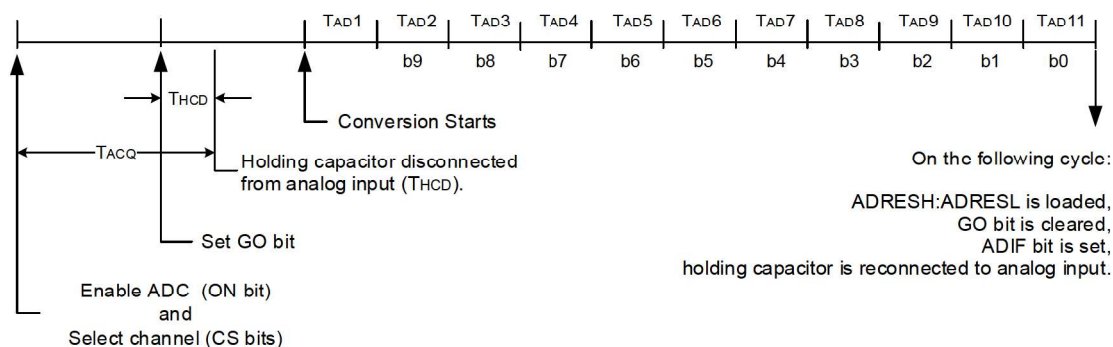 TAD1 TAD2 TAD3 TAD4 TAD5 TAD6 TAD7 TAD8 TAD9 TAD10 TAD11
b9 b8 b7 b6 b5 b4 b3 b2 b1 b0
THCD
Conversion Starts
TACQ
Holding capacitor disconnected
from analog input (THCD).
On the following cycle:
ADRESH:ADRESL is loaded,
GO bit is cleared,
ADIF bit is set,
holding capacitor is reconnected to analog input.
Set GO bit
Enable ADC (ON bit)
and
Select channel (CS bits)